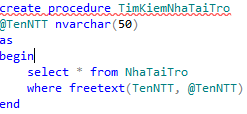 create procedure TimKiemNhaTaiTro
@TenNTT nvarchar(50)
as
begin
    select * from NhaTaiTro
    where freetext(TenNTT, @TenNTT)
end